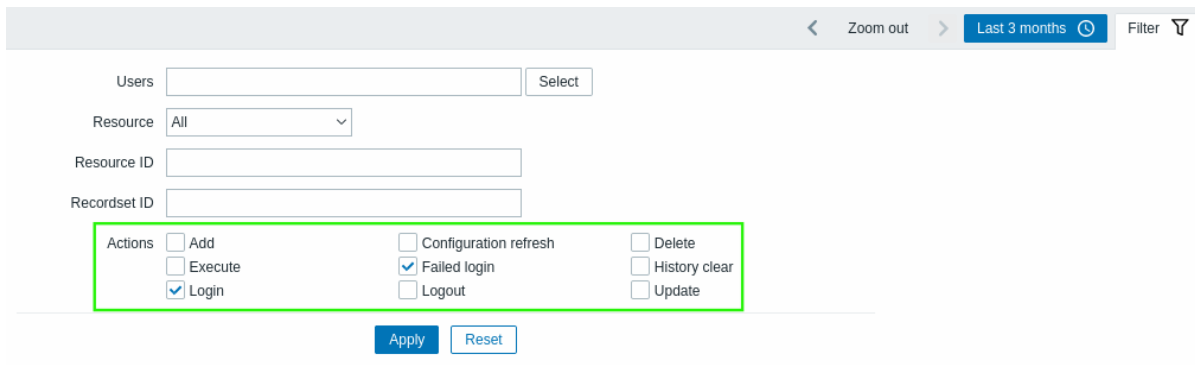 Zoom out Last 3 months Filter
Users Select
Resource All
Resource ID
Recordset ID
Actions Add Configuration refresh Delete
Execute Failed login History clear
Login Logout Update
Apply Reset